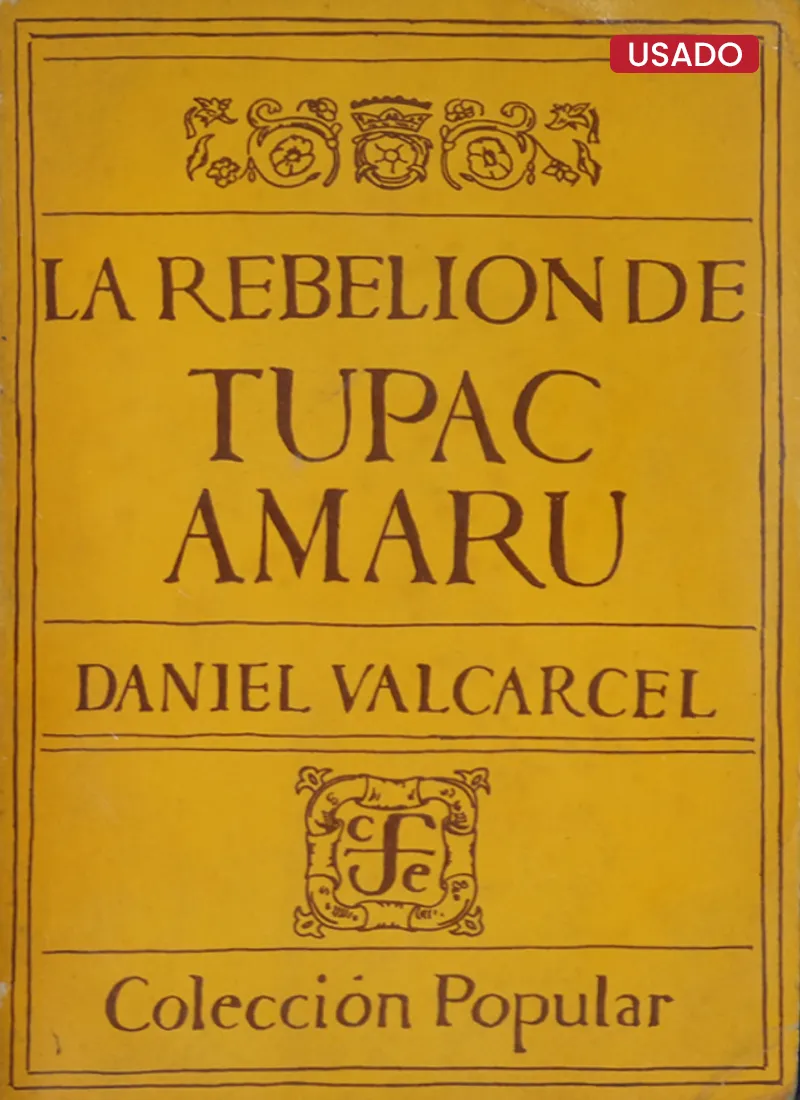 USADO
LA REBELION DE
TUPAC
AMARU
DANIEL VALCARCEL
cfe
Colección Popular